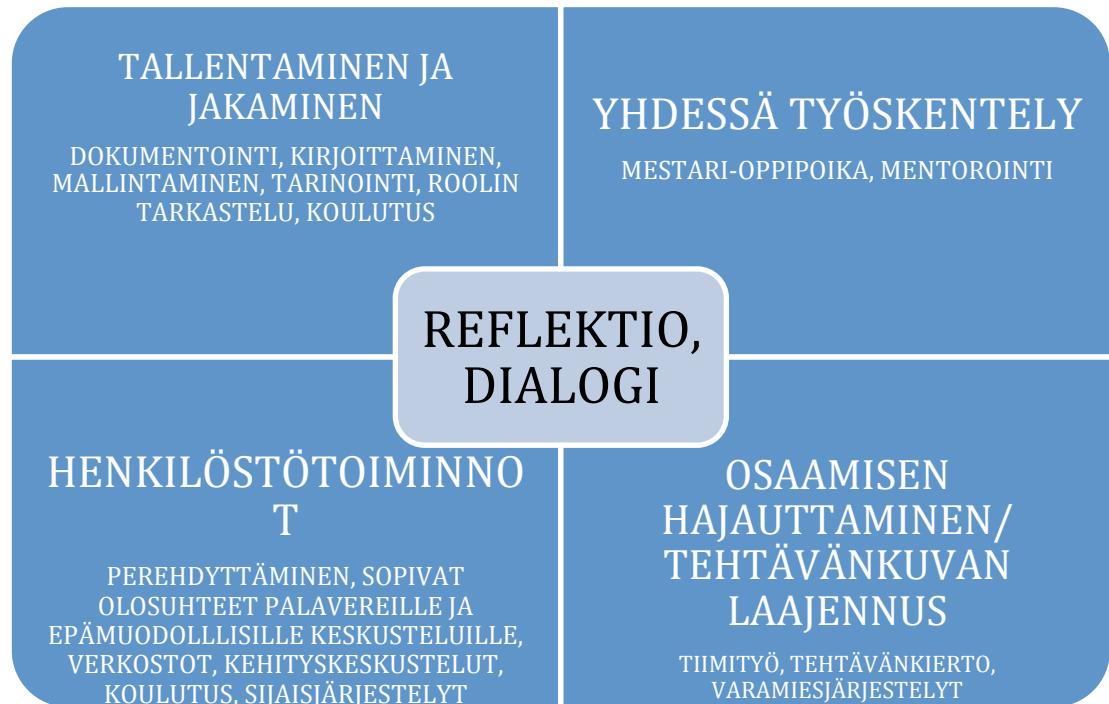 TALLENTAMINEN JA
JAKAMINEN
DOKUMENTOINTI, KIRJOITTAMINEN,
MALLINTAMINEN, TARINOINTI, ROOLIN
TARKASTELU, KOULUTUS
YHDESSÄ TYÖSKENTELY
MESTARI-OPPIPOIKA, MENTOROINTI
REFLEKTIO,
DIALOGI
HENKILÖSTÖTOIMINNO
T
PEREHDYTTÄMINEN, SOPIVAT
OLOSUHTEET PALAVEREILLE JA
EPÄMUODOLLLISILLE KESKUSTELUILLE,
VERKOSTOT, KEHITYSKESKUSTELUT,
KOULUTUS, SIJAISJÄRJESTELYT
OSAAMISEN
HAJAUTTAMINEN/
TEHTÄVÄNKUVAN
LAAJENNUS
TIIMITYÖ, TEHTÄVÄNKIERTO,
VARAMIESJÄRJESTELYT